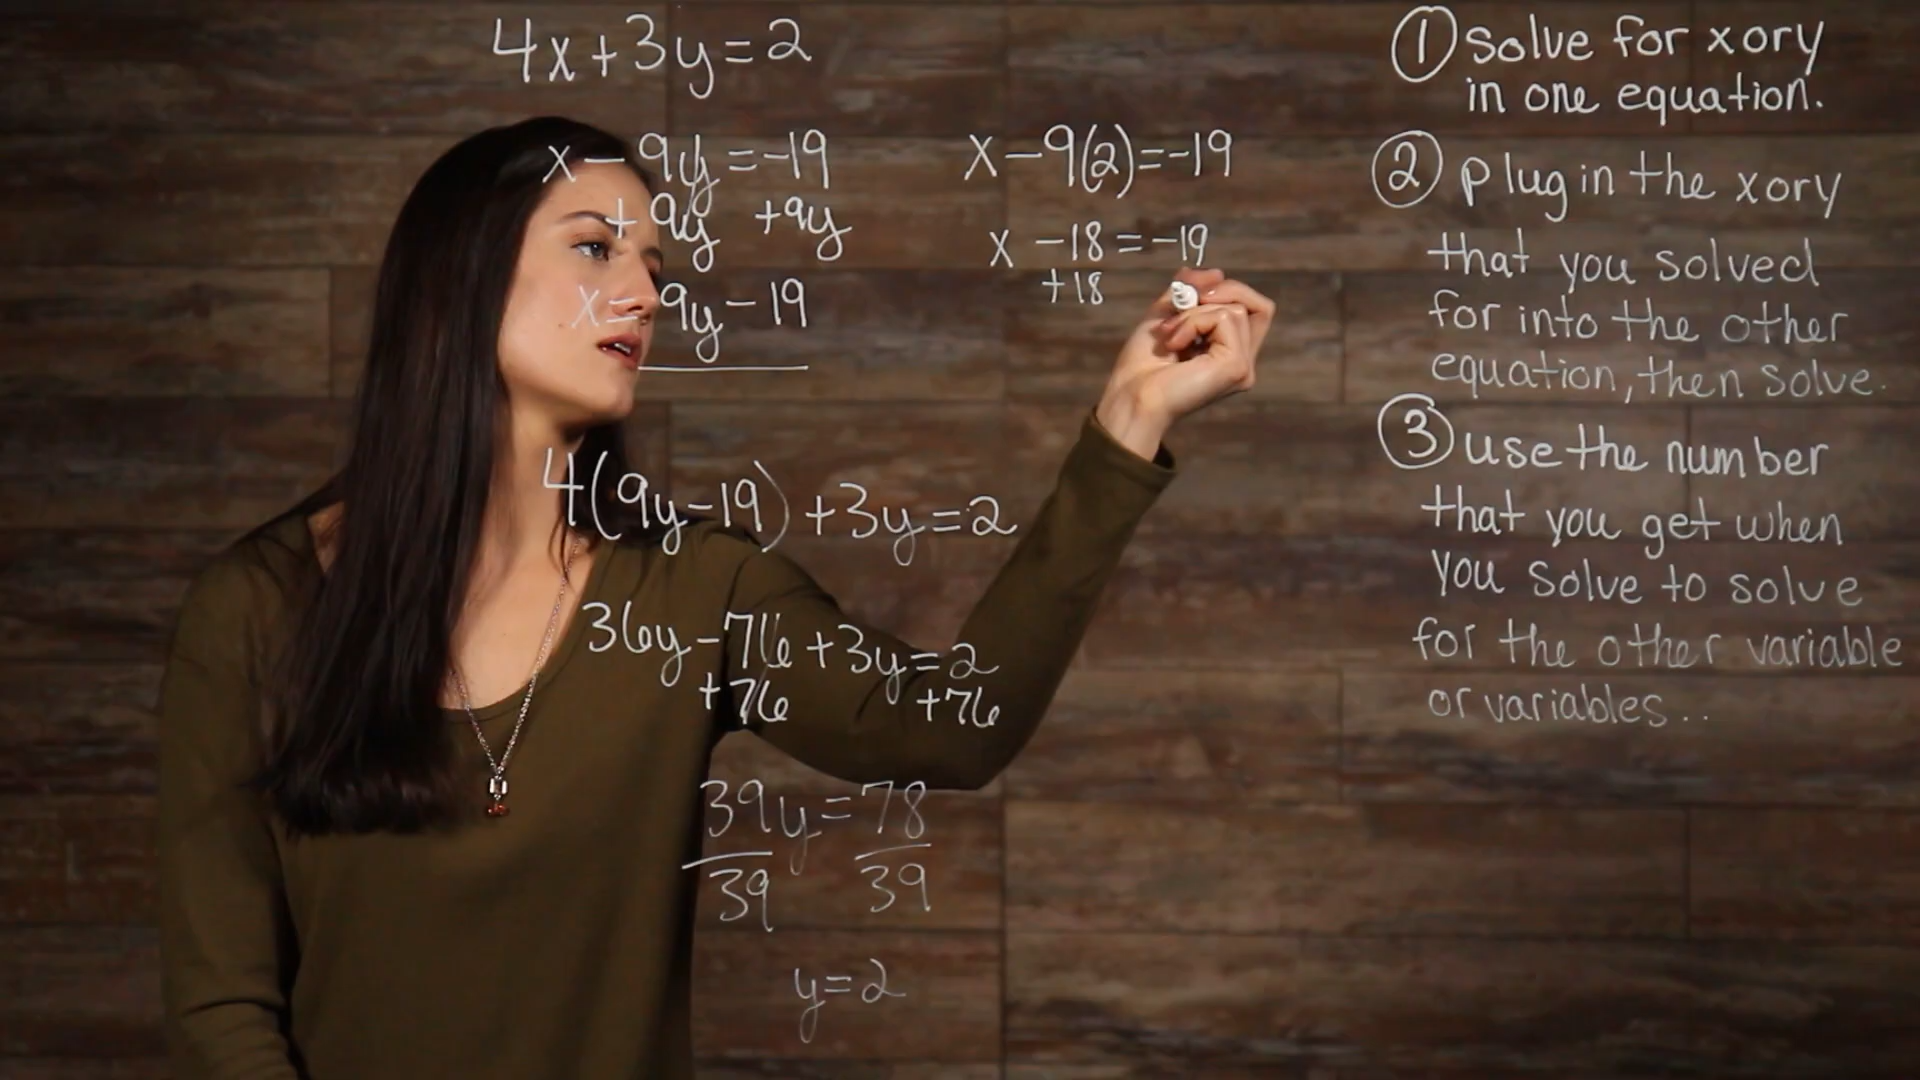 4x+3y=2
x-9y=-19
+9y +9y
x=9y-19
4(9y-19)+3y=2
36y-76+3y=2
+76 +76
39y=78
39 39
y=2
x-9(2)=-19
x-18=-19
+18
① solve for x or y
in one equation.
② plug in the x or y
that you solved
for into the other
equation, then solve.
③ use the number
that you get when
you solve to solve
for the other variable
or variables..